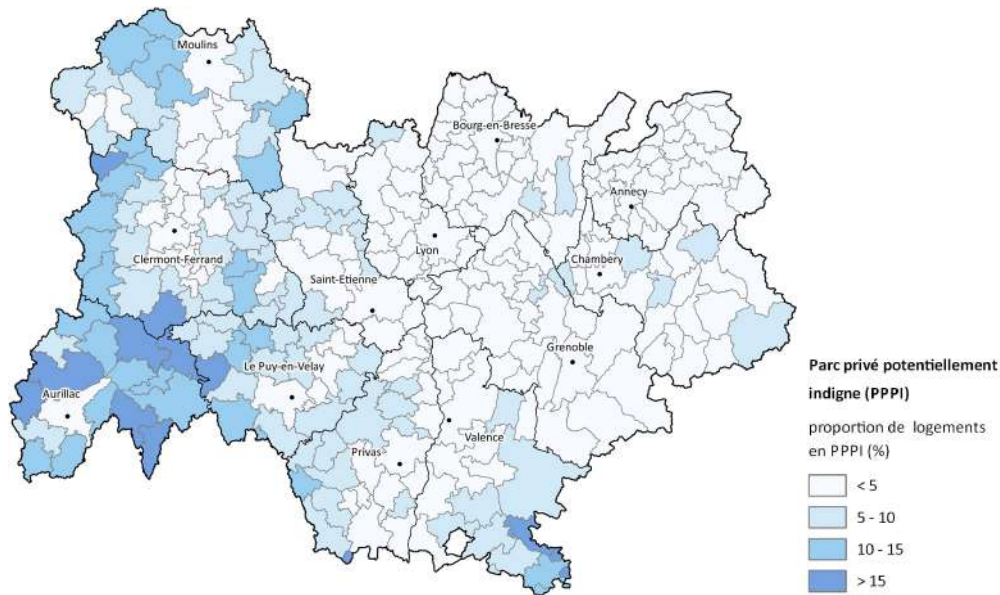 Moulins
Bourg-en-Bresse
Annecy
Lyon
Chambéry
Clermont-Ferrand
Saint-Etienne
Grenoble
Le Puy-en-Velay
Aurillac
Valence
Privas
Parc privé potentiellement
indigne (PPPI)
proportion de logements
en PPPI (%)
< 5
5 - 10
10 - 15
> 15